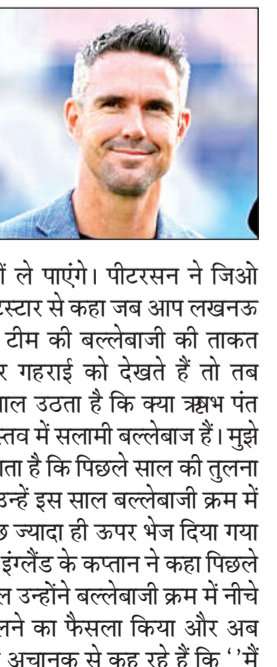 ों ले पाएंगे। पीटरसन ने जिओ
टस्टार से कहा जब आप लखनऊ
टीम की बल्लेबाजी की ताकत
र गहराई को देखते हैं तो तब
ाल उठता है कि क्या ऋषभ पंत
स्तव में सलामी बल्लेबाज हैं। मुझे
ाता है कि पिछले साल की तुलना
उन्हें इस साल बल्लेबाजी क्रम में
छ ज्यादा ही ऊपर भेज दिया गया
इंग्लैंड के कप्तान ने कहा पिछले
ल उन्होंने बल्लेबाजी क्रम में नीचे
लने का फैसला किया और अब
अचानक से कह रहे हैं कि ‘‘मैं